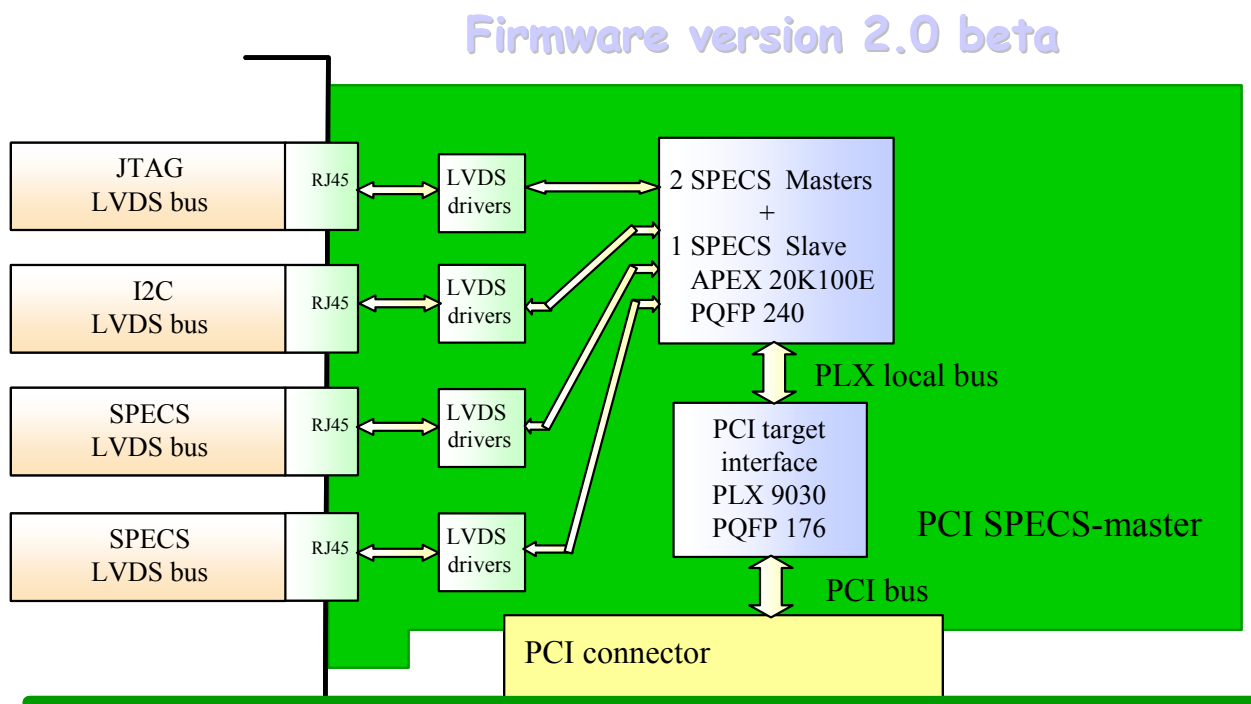 Firmware version 2.0 beta
JTAG
LVDS bus
RJ45
LVDS
drivers
2 SPECS Masters
+
1 SPECS Slave
APEX 20K100E
PQFP 240
I2C
LVDS bus
RJ45
LVDS
drivers
PLX local bus
SPECS
LVDS bus
RJ45
LVDS
drivers
PCI target
interface
PLX 9030
PQFP 176
PCI SPECS-master
SPECS
LVDS bus
RJ45
LVDS
drivers
PCI bus
PCI connector